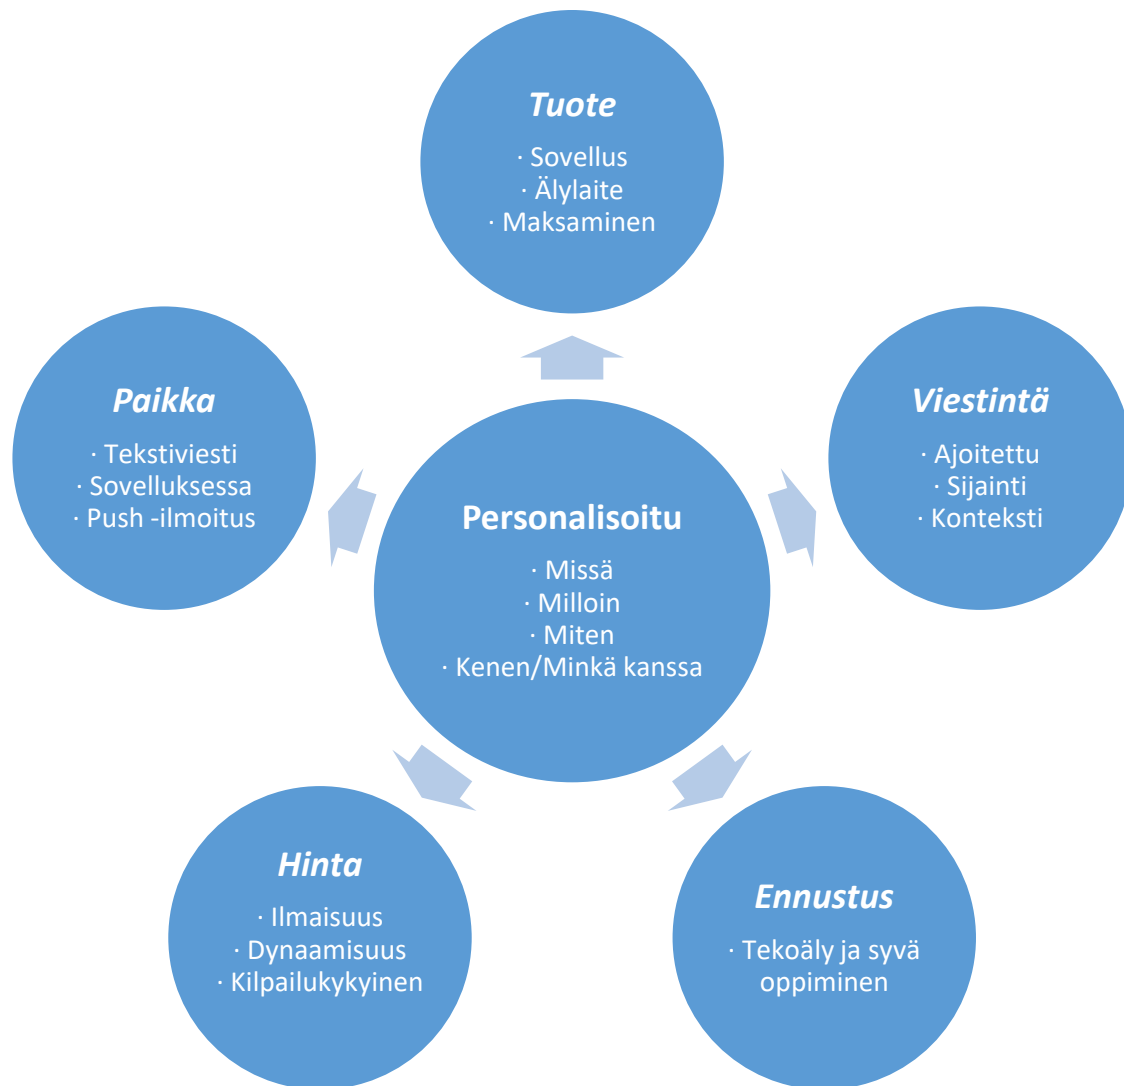 Tuote
· Sovellus
· Älylaite
· Maksaminen
Paikka
· Tekstiviesti
· Sovelluksessa
· Push -ilmoitus
Viestintä
· Ajoitettu
· Sijainti
· Konteksti
Personalisoitu
· Missä
· Milloin
· Miten
· Kenen/Minkä kanssa
Hinta
· Ilmaisuus
· Dynaamisuus
· Kilpailukykyinen
Ennustus
· Tekoäly ja syvä
oppiminen